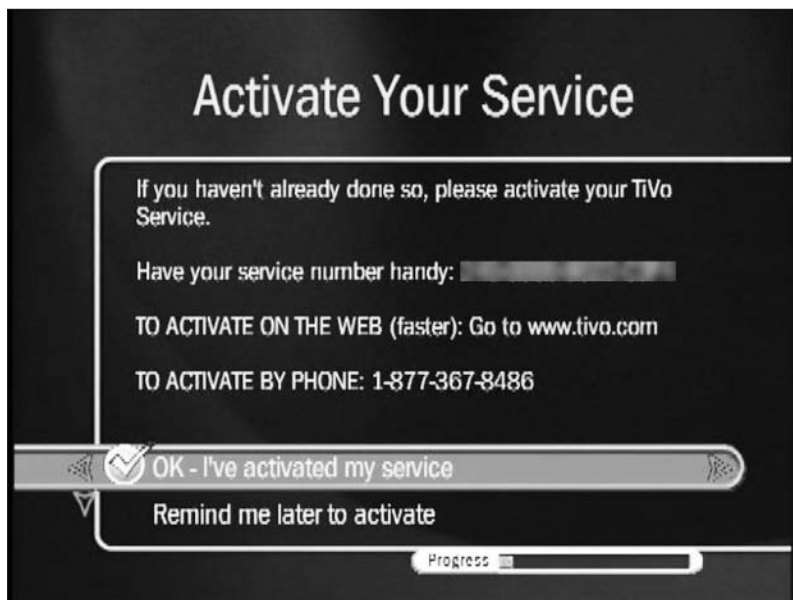 Activate Your Service
If you haven't already done so, please activate your TiVo
Service.
Have your service number handy:
TO ACTIVATE ON THE WEB (faster): Go to www.tivo.com
TO ACTIVATE BY PHONE: 1-877-367-8486
OK - I've activated my service
Remind me later to activate
Progress